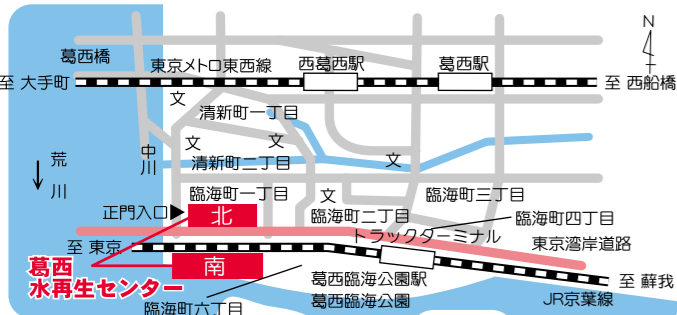 N
葛西橋
東京メトロ東西線
西葛西駅
葛西駅
至 大手町
至 西船橋
文
清新町一丁目
文
文
中川
清新町二丁目
文
荒川
臨海町一丁目
文
臨海町三丁目
正門入口
北
臨海町二丁目
臨海町四丁目
トラックターミナル
至 東京
東京湾岸道路
葛西
水再生センター
南
葛西臨海公園駅
至 蘇我
葛西臨海公園
JR京葉線
臨海町六丁目